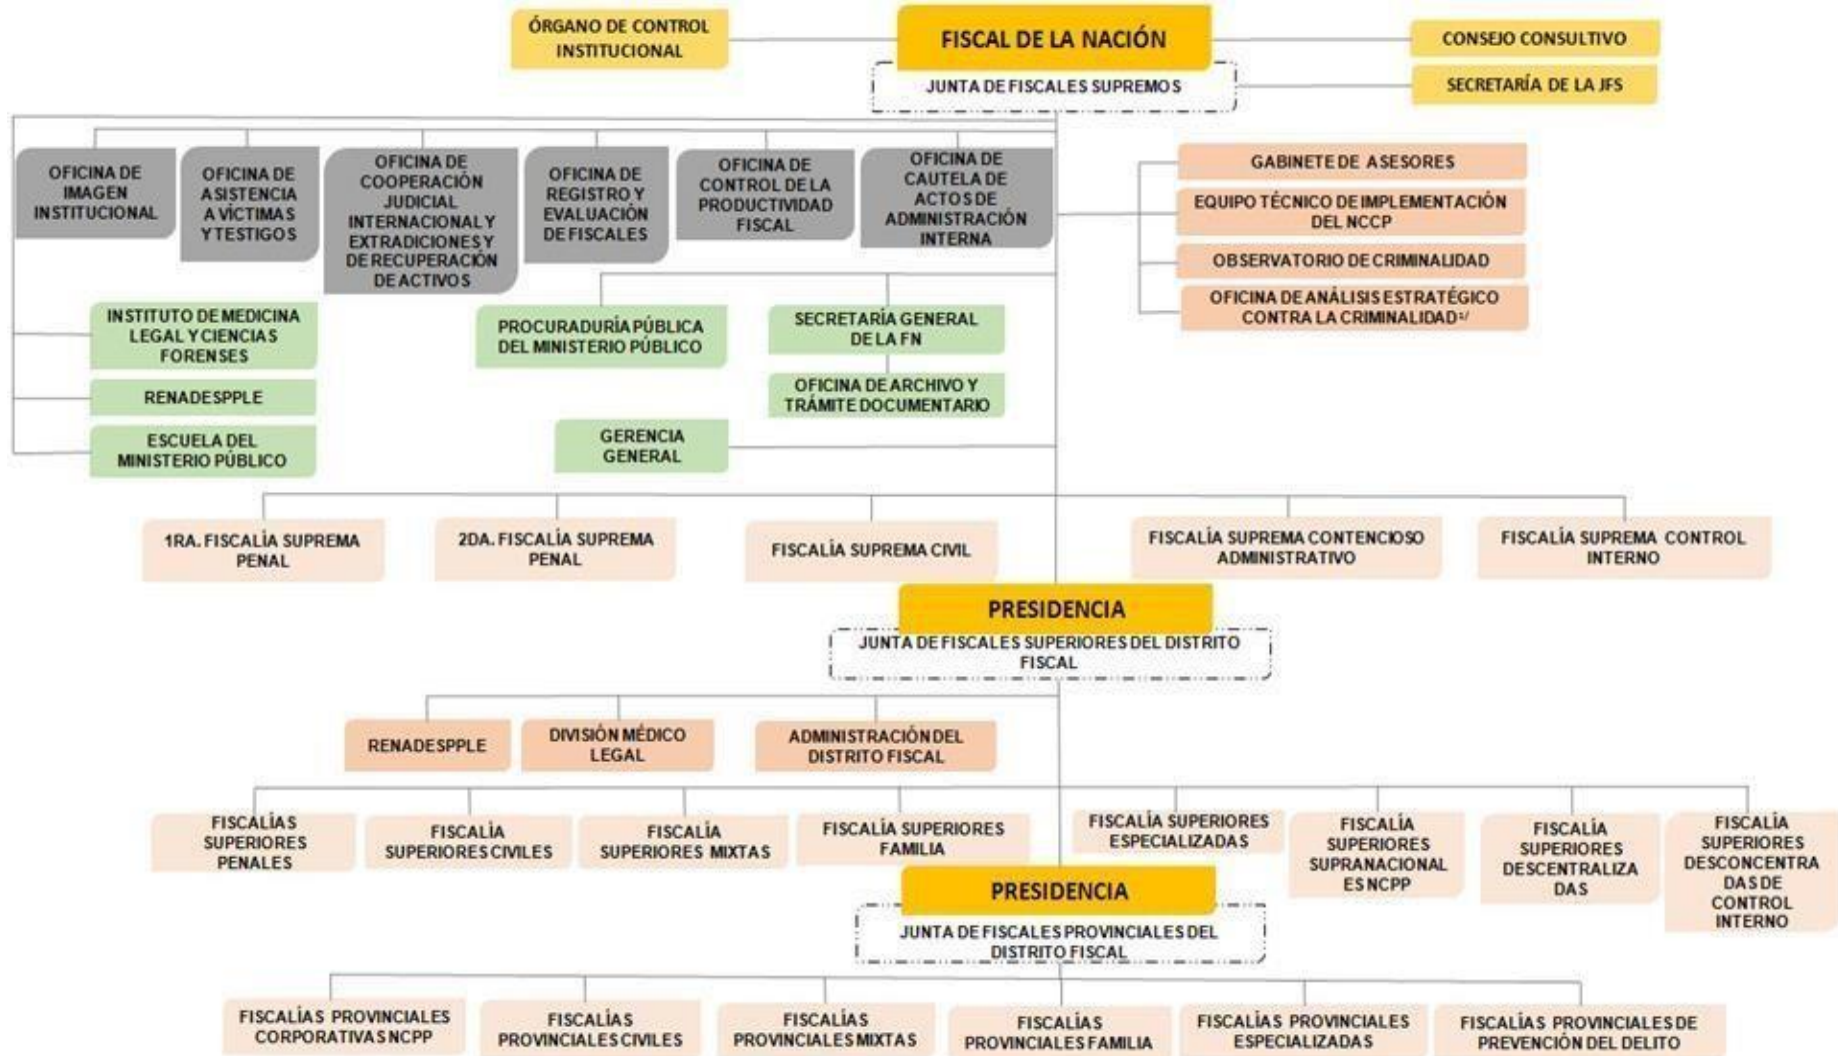 ÓRGANO DE CONTROL
INSTITUCIONAL
FISCAL DE LA NACIÓN
JUNTA DE FISCALES SUPREMOS
CONSEJO CONSULTIVO
SECRETARÍA DE LA JFS
OFICINA DE
IMAGEN
INSTITUCIONAL
OFICINA DE
ASISTENCIA
A VÍCTIMAS
Y TESTIGOS
OFICINA DE
COOPERACIÓN
JUDICIAL
INTERNACIONAL Y
EXTRADICIONES Y
DE RECUPERACIÓN
DE ACTIVOS
OFICINA DE
REGISTRO Y
EVALUACIÓN
DE FISCALES
OFICINA DE
CONTROL DE LA
PRODUCTIVIDAD
FISCAL
OFICINA DE
CAUTELA DE
ACTOS DE
ADMINISTRACIÓN
INTERNA
GABINETE DE ASESORES
EQUIPO TÉCNICO DE IMPLEMENTACIÓN
DEL NCCP
OBSERVATORIO DE CRIMINALIDAD
OFICINA DE ANÁLISIS ESTRATÉGICO
CONTRA LA CRIMINALIDAD¹/
INSTITUTO DE MEDICINA
LEGAL Y CIENCIAS
FORENSES
RENADESPPLE
ESCUELA DEL
MINISTERIO PÚBLICO
PROCURADURÍA PÚBLICA
DEL MINISTERIO PÚBLICO
SECRETARÍA GENERAL
DE LA FN
OFICINA DE ARCHIVO Y
TRÁMITE DOCUMENTARIO
GERENCIA
GENERAL
1RA. FISCALÍA SUPREMA
PENAL
2DA. FISCALÍA SUPREMA
PENAL
FISCALÍA SUPREMA CIVIL
FISCALÍA SUPREMA CONTENCIOSO
ADMINISTRATIVO
FISCALÍA SUPREMA CONTROL
INTERNO
PRESIDENCIA
JUNTA DE FISCALES SUPERIORES DEL DISTRITO
FISCAL
RENADESPPLE
DIVISIÓN MÉDICO
LEGAL
ADMINISTRACIÓN DEL
DISTRITO FISCAL
FISCALÍAS
SUPERIORES
PENALES
FISCALÍA
SUPERIORES CIVILES
FISCALÍA
SUPERIORES MIXTAS
FISCALÍA SUPERIORES
FAMILIA
FISCALÍA SUPERIORES
ESPECIALIZADAS
FISCALÍA
SUPERIORES
SUPRANACIONAL
ES NCPP
FISCALÍA
SUPERIORES
DESCENTRALIZA
DAS
FISCALÍA
SUPERIORES
DESCONCENTRA
DAS DE
CONTROL
INTERNO
PRESIDENCIA
JUNTA DE FISCALES PROVINCIALES DEL
DISTRITO FISCAL
FISCALÍAS PROVINCIALES
CORPORATIVAS NCPP
FISCALÍAS
PROVINCIALES CIVILES
FISCALÍAS
PROVINCIALES MIXTAS
FISCALÍAS
PROVINCIALES FAMILIA
FISCALÍAS PROVINCIALES
ESPECIALIZADAS
FISCALÍAS PROVINCIALES DE
PREVENCIÓN DEL DELITO